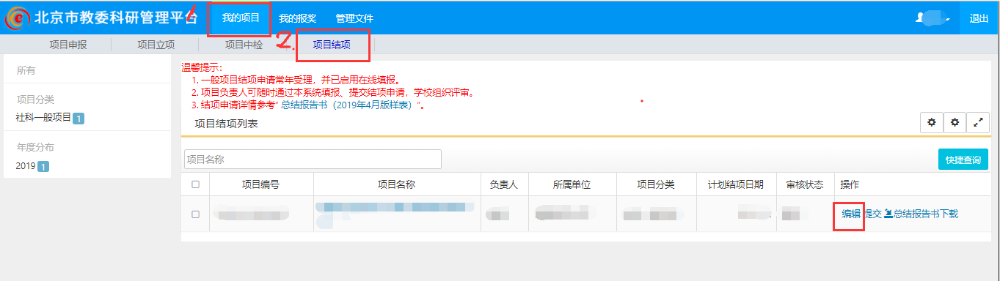 北京市教委科研管理平台
1
我的项目
我的报奖
管理文件
退出
项目申报
项目立项
项目中检
2.
项目结项
所有
项目分类
社科一般项目 1
年度分布
2019 1
温馨提示：
1. 一般项目结项申请常年受理，并已启用在线填报。
2. 项目负责人可随时通过本系统填报、提交结项申请，学校组织评审。
3. 结项申请详情参考“ 总结报告书（2019年4月版样表）”。
项目结项列表
项目名称
快捷查询
项目编号
项目名称
负责人
所属单位
项目分类
计划结项日期
审核状态
操作
编辑 提交 总结报告书下载